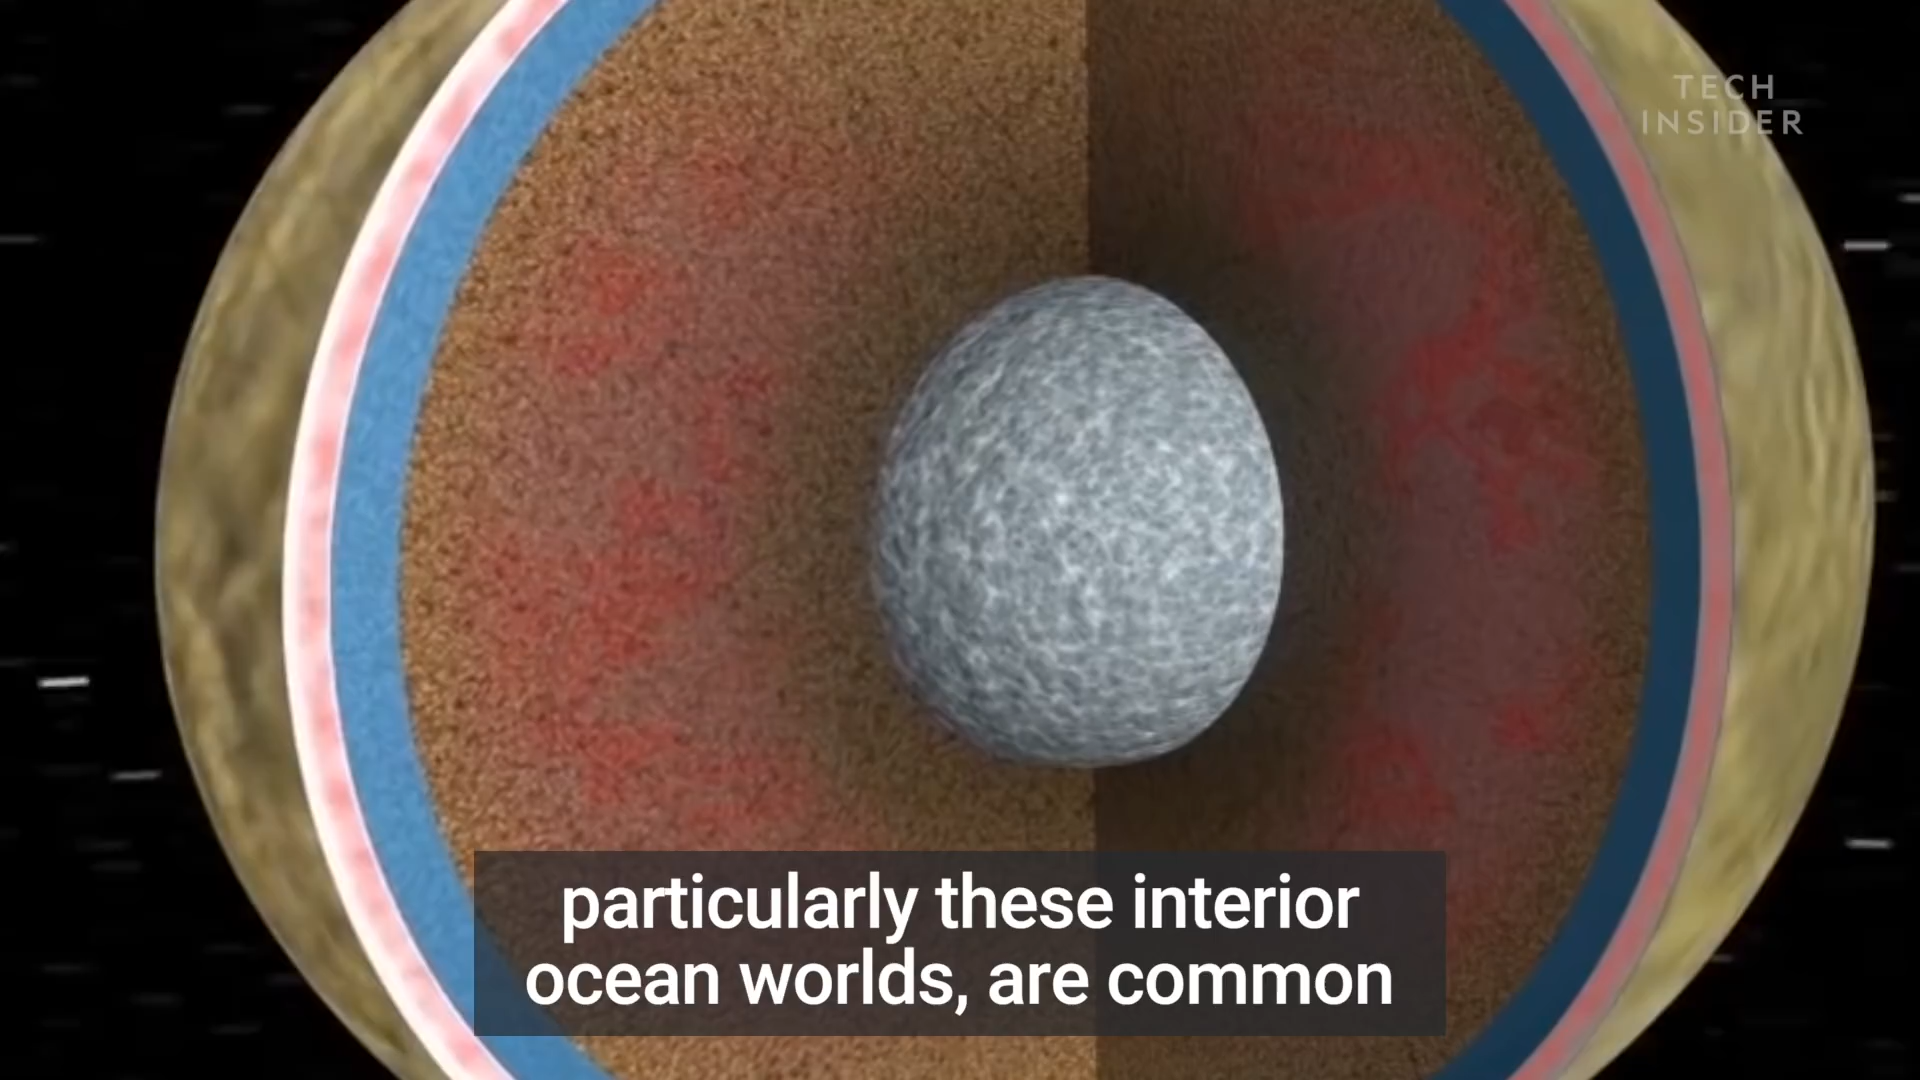 TECH
INSIDER
particularly these interior
ocean worlds, are common